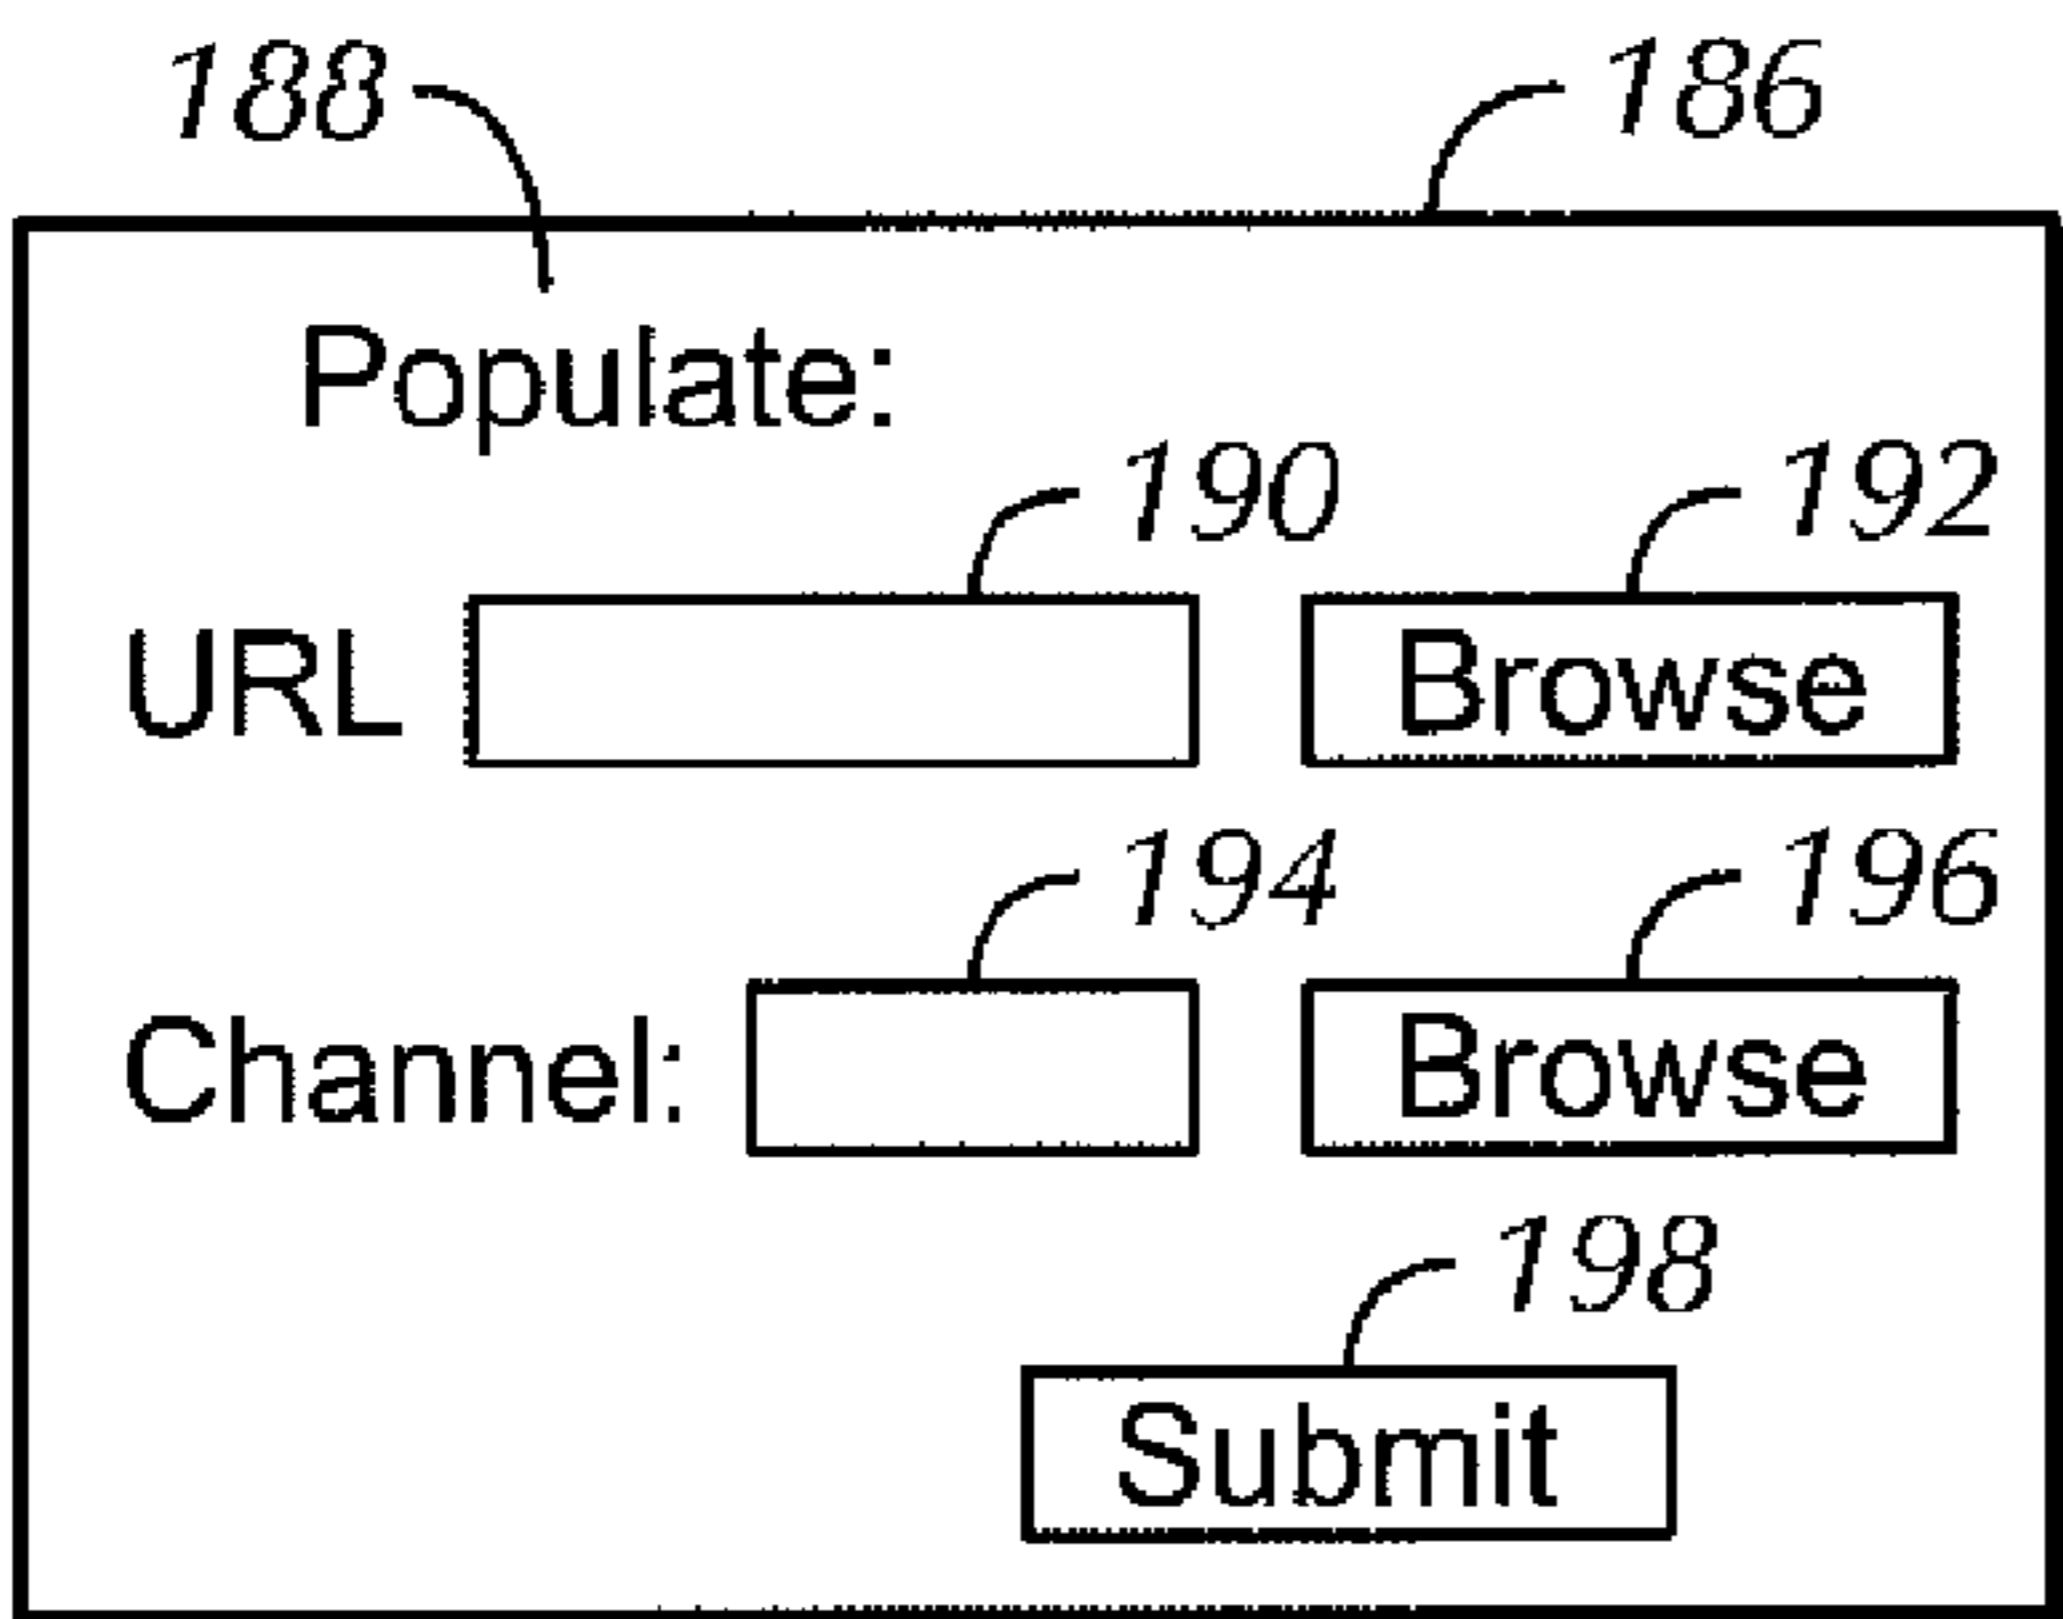 188 186
Populate:
190 192
URL Browse
194 196
Channel: Browse
198
Submit